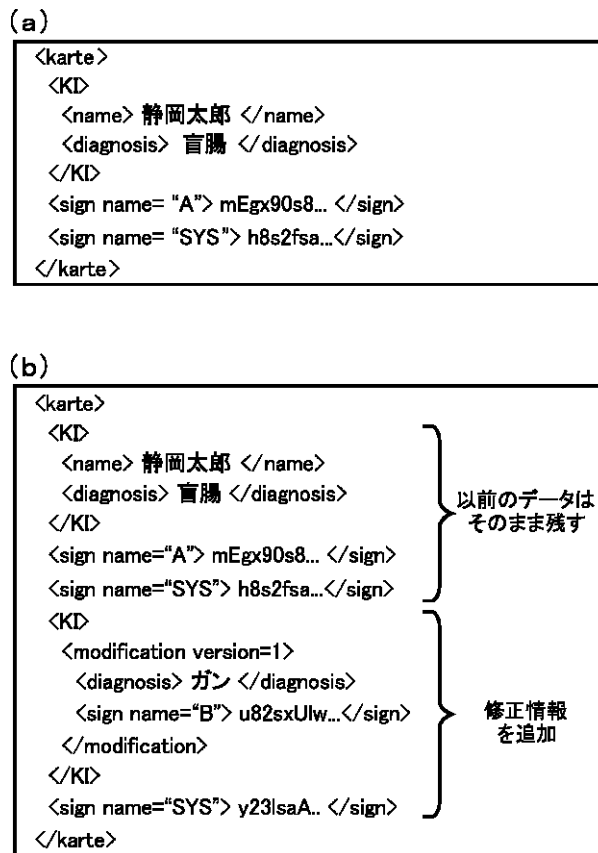 (a)
<karte>
<KI>
<name> 静岡太郎 </name>
<diagnosis> 盲腸 </diagnosis>
</KI>
<sign name= “A”> mEgx90s8... </sign>
<sign name= “SYS”> h8s2fsa...</sign>
</karte>
(b)
<karte>
<KI>
<name> 静岡太郎 </name>
<diagnosis> 盲腸 </diagnosis>
</KI>
<sign name=“A”> mEgx90s8... </sign>
<sign name=“SYS”> h8s2fsa...</sign>
以前のデータは
そのまま残す
<KI>
<modification version=1>
<diagnosis> ガン </diagnosis>
<sign name=“B”> u82sxUlw...</sign>
</modification>
</KI>
<sign name=“SYS”> y23lsaA.. </sign>
修正情報
を追加
</karte>